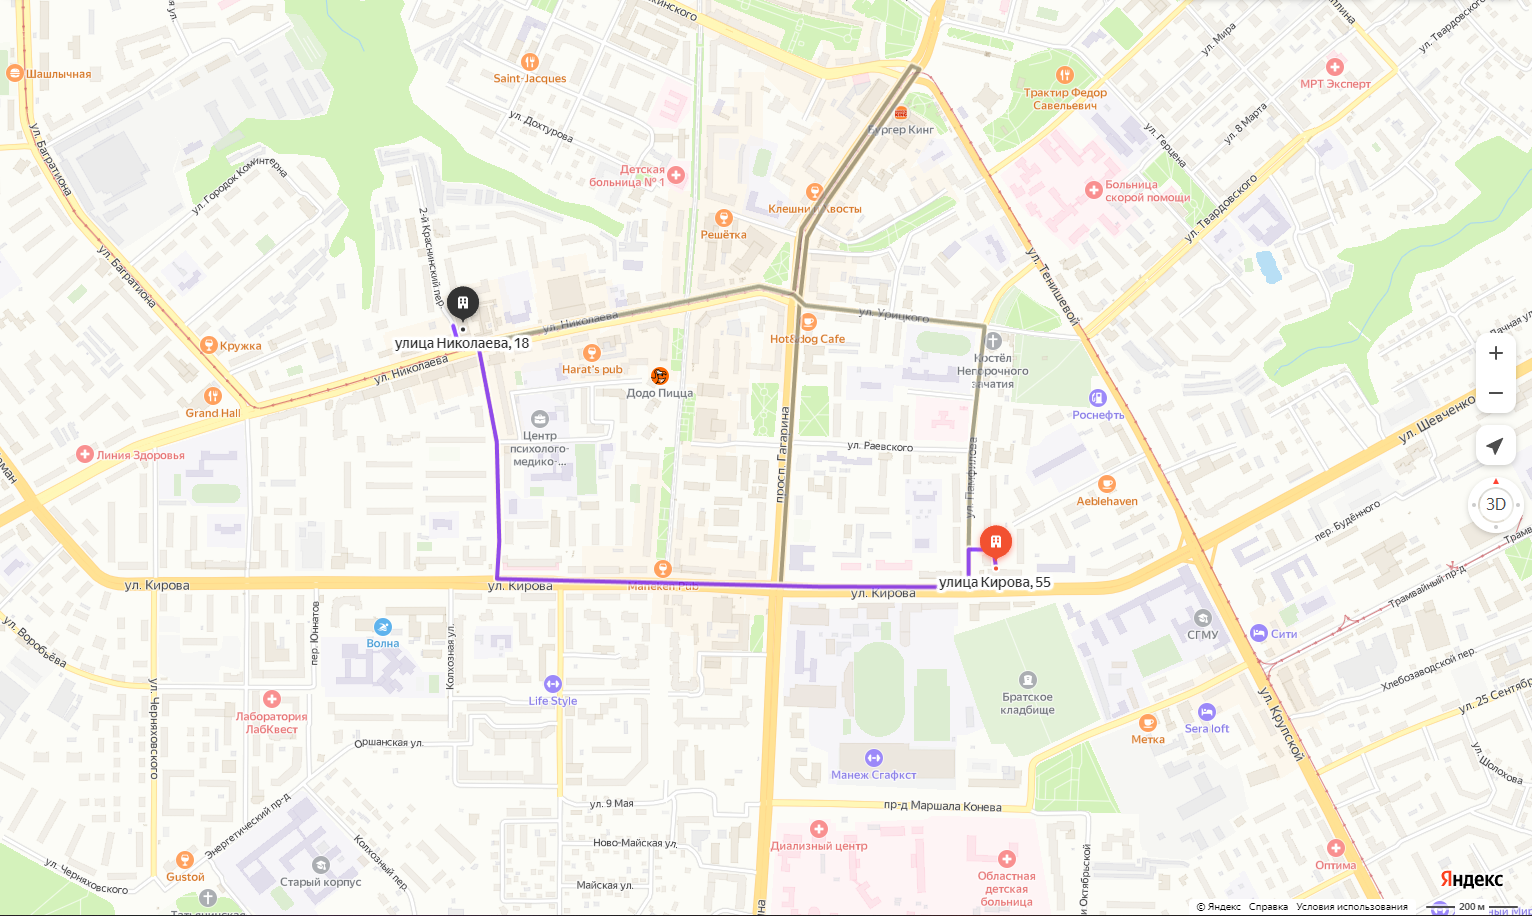 ул. Мира
ул. Твардовского
Шашлычная
Saint-Jacques
Трактир Федор
Савельевич
МРТ Эксперт
ул. Багратиона
ул. Дохтурова
Бургер Кинг
ул. Герцена
ул. 8 Марта
ул. Городок Коминтерна
Детская
больница № 1
Больница
скорой помощи
Клешни и Хвосты
ул. Твардовского
2-й Краснинский пер.
Решётка
ул. Багратиона
ул. Тенишевой
ул. Николаева
ул. Урицкого
Кружка
улица Николаева, 18
Hot&dog Cafe
Костёл
Непорочного
зачатия
ул. Николаева
Harat's pub
Додо Пицца
Grand Hall
Роснефть
ул. Шевченко
Центр
психолого-
медико-...
просп. Гагарина
ул. Раевского
ул. Памфилова
Линия Здоровья
Aeblehaven
3D
пер. Будённого
Трамвайный пр-д
ул. Кирова
ул. Кирова
Манекен Pub
ул. Кирова
улица Кирова, 55
пер. Юннатов
Колхозная ул.
ул. Воробьёва
Волна
СГМУ
Сити
Хлебозаводской пер.
Братское
кладбище
Life Style
Лаборатория
ЛабКвест
ул. Черняховского
Метка
Sera loft
ул. Крупской
ул. 25 Сентябр
Оршанская ул.
Манеж Сгафкст
ул. Шолохова
ул. 9 Мая
пр-д Маршала Конева
Энергетический пр-д
Колхозный пер.
Ново-Майская ул.
Диализный центр
Gustoй
Старый корпус
Майская ул.
Областная
детская
больница
и Октябрьской
Оптима
ул. Черняховского
Татьянинская
Яндекс
© Яндекс Справка Условия использования 200 м